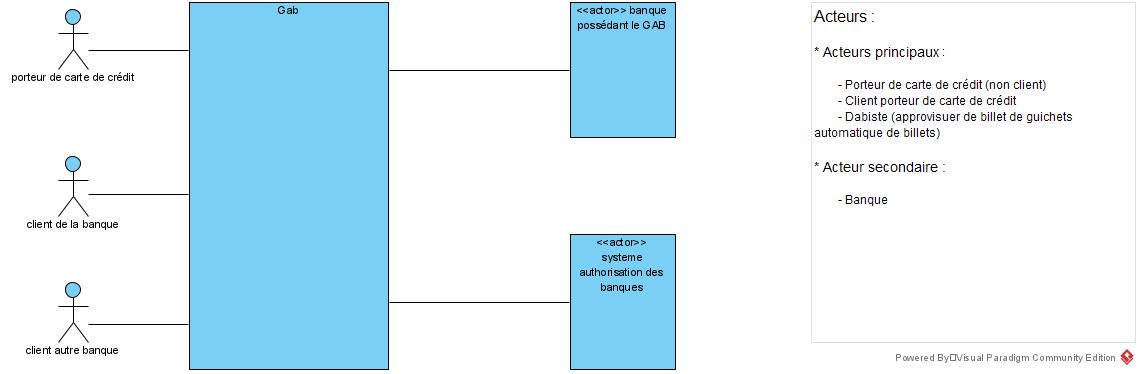 Gab
<<actor>> banque
possédant le GAB
porteur de carte de crédit
client de la banque
<<actor>>
systeme
authorisation des
banques
client autre banque
Acteurs :
* Acteurs principaux :
- Porteur de carte de crédit (non client)
- Client porteur de carte de crédit
- Dabiste (approvisuer de billet de guichets
automatique de billets)
* Acteur secondaire :
- Banque
Powered By□Visual Paradigm Community Edition